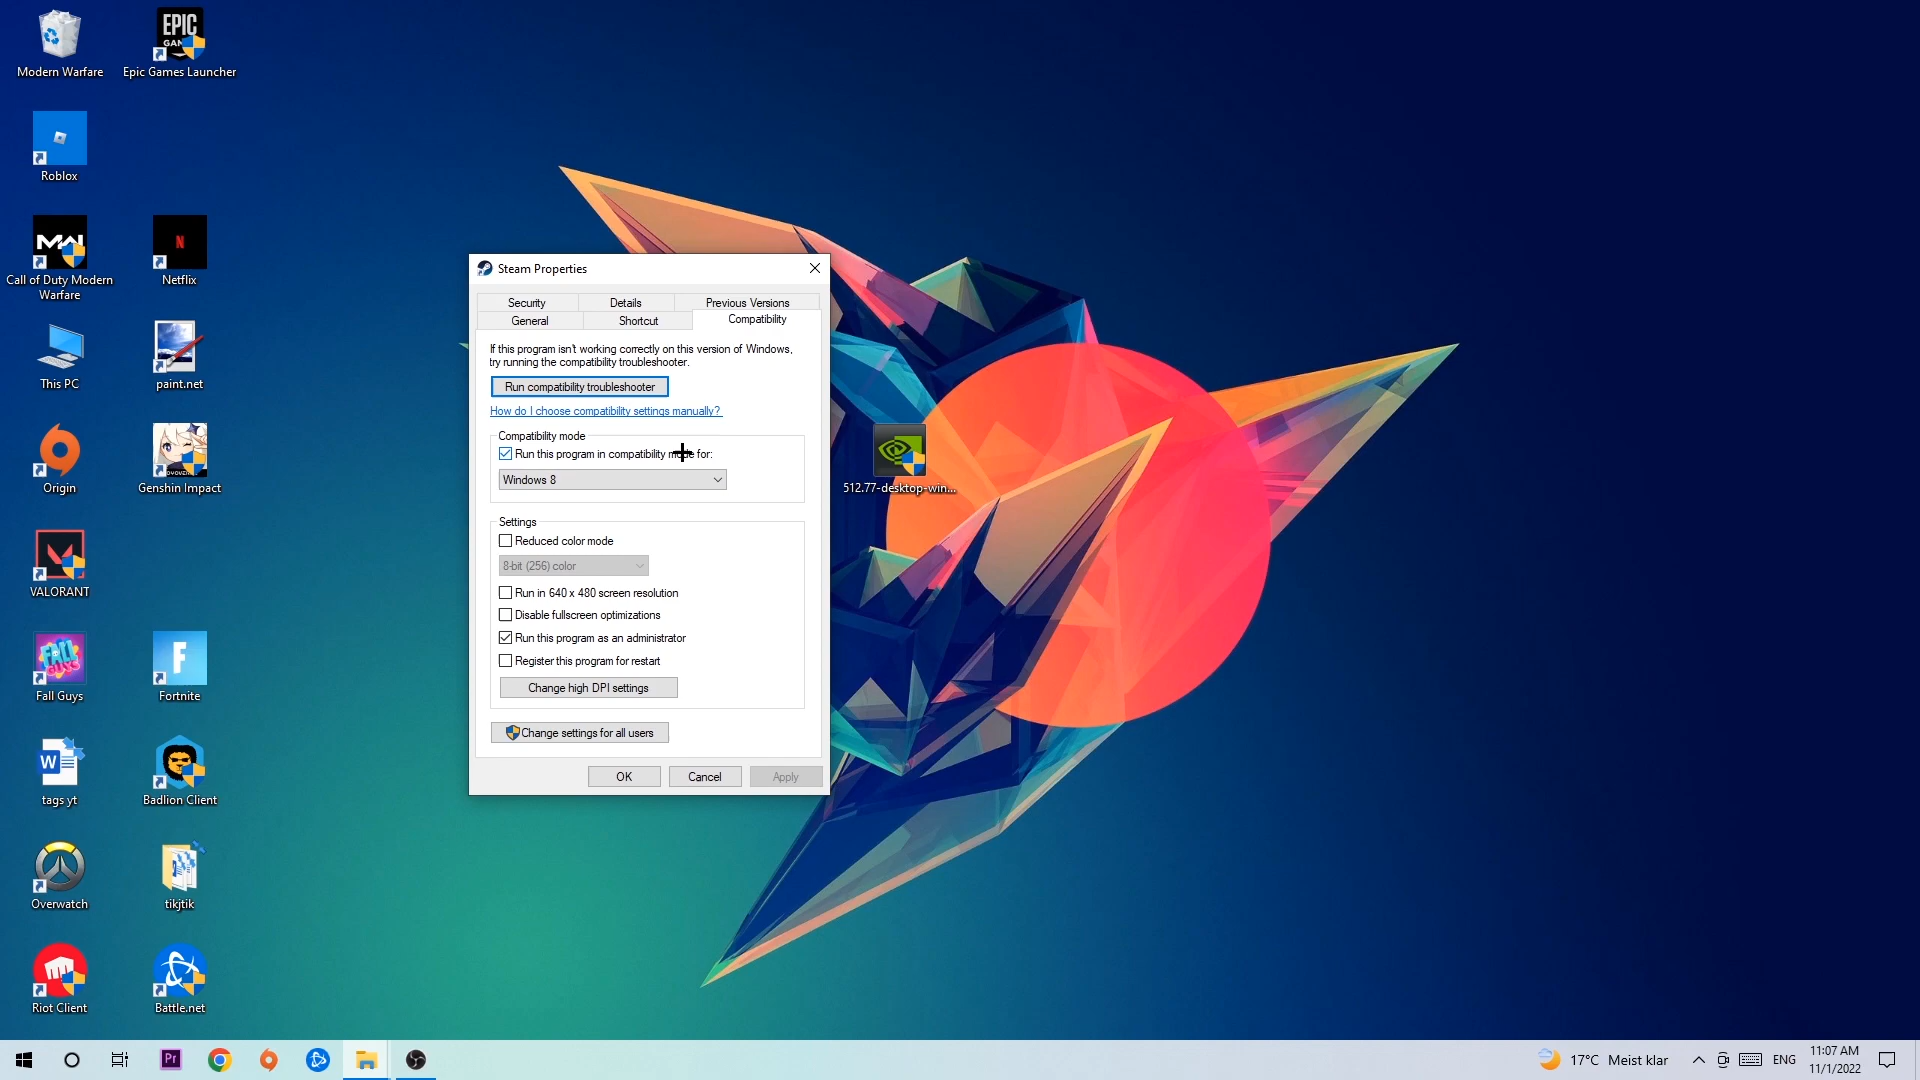 Modern Warfare
EPIC
GAMES
Epic Games Launcher
Roblox
MW
Call of Duty Modern
Warfare
N
Netflix
This PC
paint.net
Origin
Genshin Impact
VALORANT
FALL
GUYS
Fall Guys
F
Fortnite
W
tags yt
Badlion Client
Overwatch
tikjtik
Riot Client
Battle.net
512.77-desktop-win...
Steam Properties
Security
Details
Previous Versions
General
Shortcut
Compatibility
If this program isn't working correctly on this version of Windows,
try running the compatibility troubleshooter.
Run compatibility troubleshooter
How do I choose compatibility settings manually?
Compatibility mode
Run this program in compatibility mode for:
Windows 8
Settings
Reduced color mode
8-bit (256) color
Run in 640 x 480 screen resolution
Disable fullscreen optimizations
Run this program as an administrator
Register this program for restart
Change high DPI settings
Change settings for all users
OK
Cancel
Apply
Pr
17°C Meist klar
ENG
11:07 AM
11/1/2022